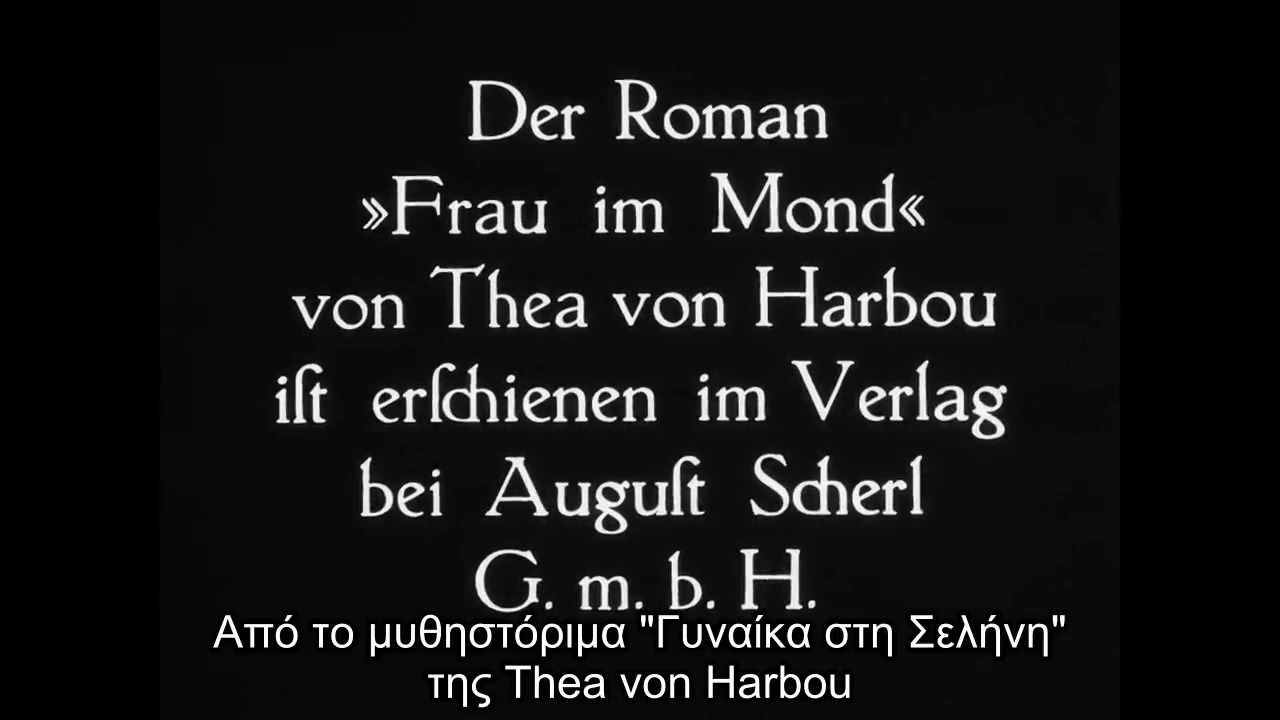 Der Roman
»Frau im Mond«
von Thea von Harbou
iſt erſchienen im Verlag
bei Auguſt Scherl
G. m. b. H.
Από το μυθηστόριμα "Γυναίκα στη Σελήνη"
της Thea von Harbou